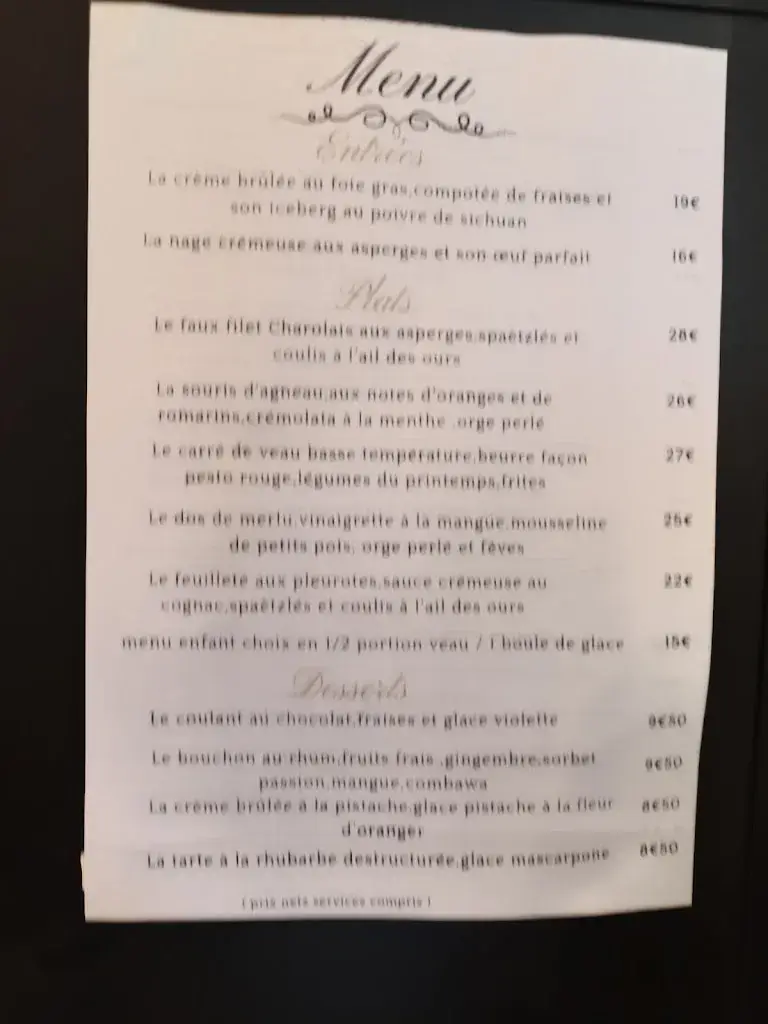 Menu
Entrées
La crème brûlée au foie gras,compotée de fraises et 19€
son iceberg au poivre de sichuan
La nage crémeuse aux asperges et son œuf parfait 16€
Plats
Le faux filet Charolais aux asperges,spaëtzlés et 28€
coulis à l'ail des ours
La souris d'agneau,aux notes d'oranges et de 26€
romarins,crémolata à la menthe ,orge perlé
Le carré de veau basse température,beurre façon 27€
pesto rouge,légumes du printemps,frites
Le dos de merlu,vinaigrette à la mangue,mousseline 25€
de petits pois, orge perlé et fèves
Le feuilleté aux pleurotes,sauce crémeuse au 22€
cognac,spaëtzlés et coulis à l'ail des ours
menu enfant choix en 1/2 portion veau / 1 boule de glace 15€
Desserts
Le coulant au chocolat,fraises et glace violette 9€50
Le bouchon au rhum,fruits frais ,gingembre,sorbet 9€50
passion,mangue,combawa
La crème brûlée à la pistache,glace pistache à la fleur 8€50
d'oranger
La tarte à la rhubarbe destructurée,glace mascarpone 8€50
( prix nets services compris )